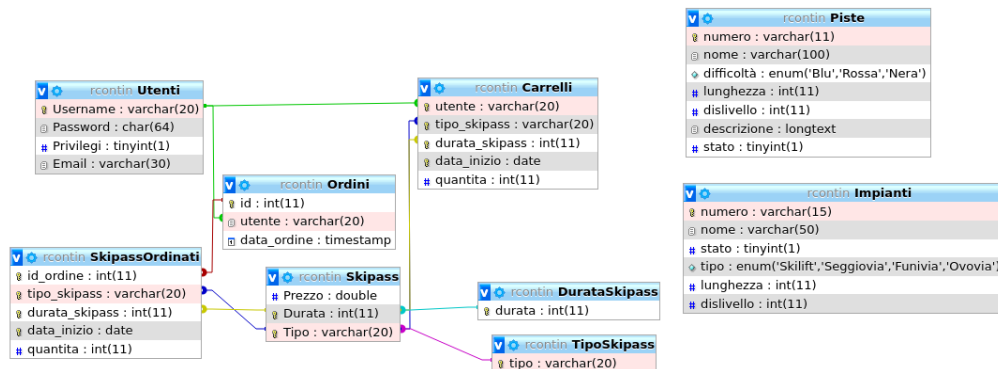 rcontin Piste
numero : varchar(11)
nome : varchar(100)
difficoltà : enum('Blu','Rossa','Nera')
lunghezza : int(11)
dislivello : int(11)
descrizione : longtext
stato : tinyint(1)
rcontin Utenti
Username : varchar(20)
Password : char(64)
Privilegi : tinyint(1)
Email : varchar(30)
rcontin Carrelli
utente : varchar(20)
tipo_skipass : varchar(20)
durata_skipass : int(11)
data_inizio : date
quantita : int(11)
rcontin Ordini
id : int(11)
utente : varchar(20)
data_ordine : timestamp
rcontin Impianti
numero : varchar(15)
nome : varchar(50)
stato : tinyint(1)
tipo : enum('Skilift','Seggiovia','Funivia','Ovovia')
lunghezza : int(11)
dislivello : int(11)
rcontin SkipassOrdinati
id_ordine : int(11)
tipo_skipass : varchar(20)
durata_skipass : int(11)
data_inizio : date
quantita : int(11)
rcontin Skipass
Prezzo : double
Durata : int(11)
Tipo : varchar(20)
rcontin DurataSkipass
durata : int(11)
rcontin TipoSkipass
tipo : varchar(20)